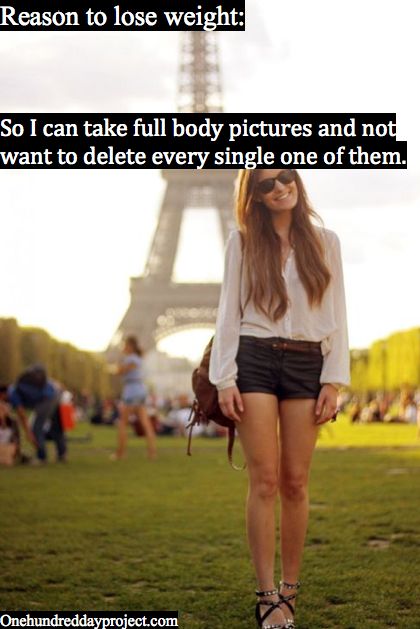 Reason to lose weight:
So I can take full body pictures and not
want to delete every single one of them.
Onehundreddayproject.com